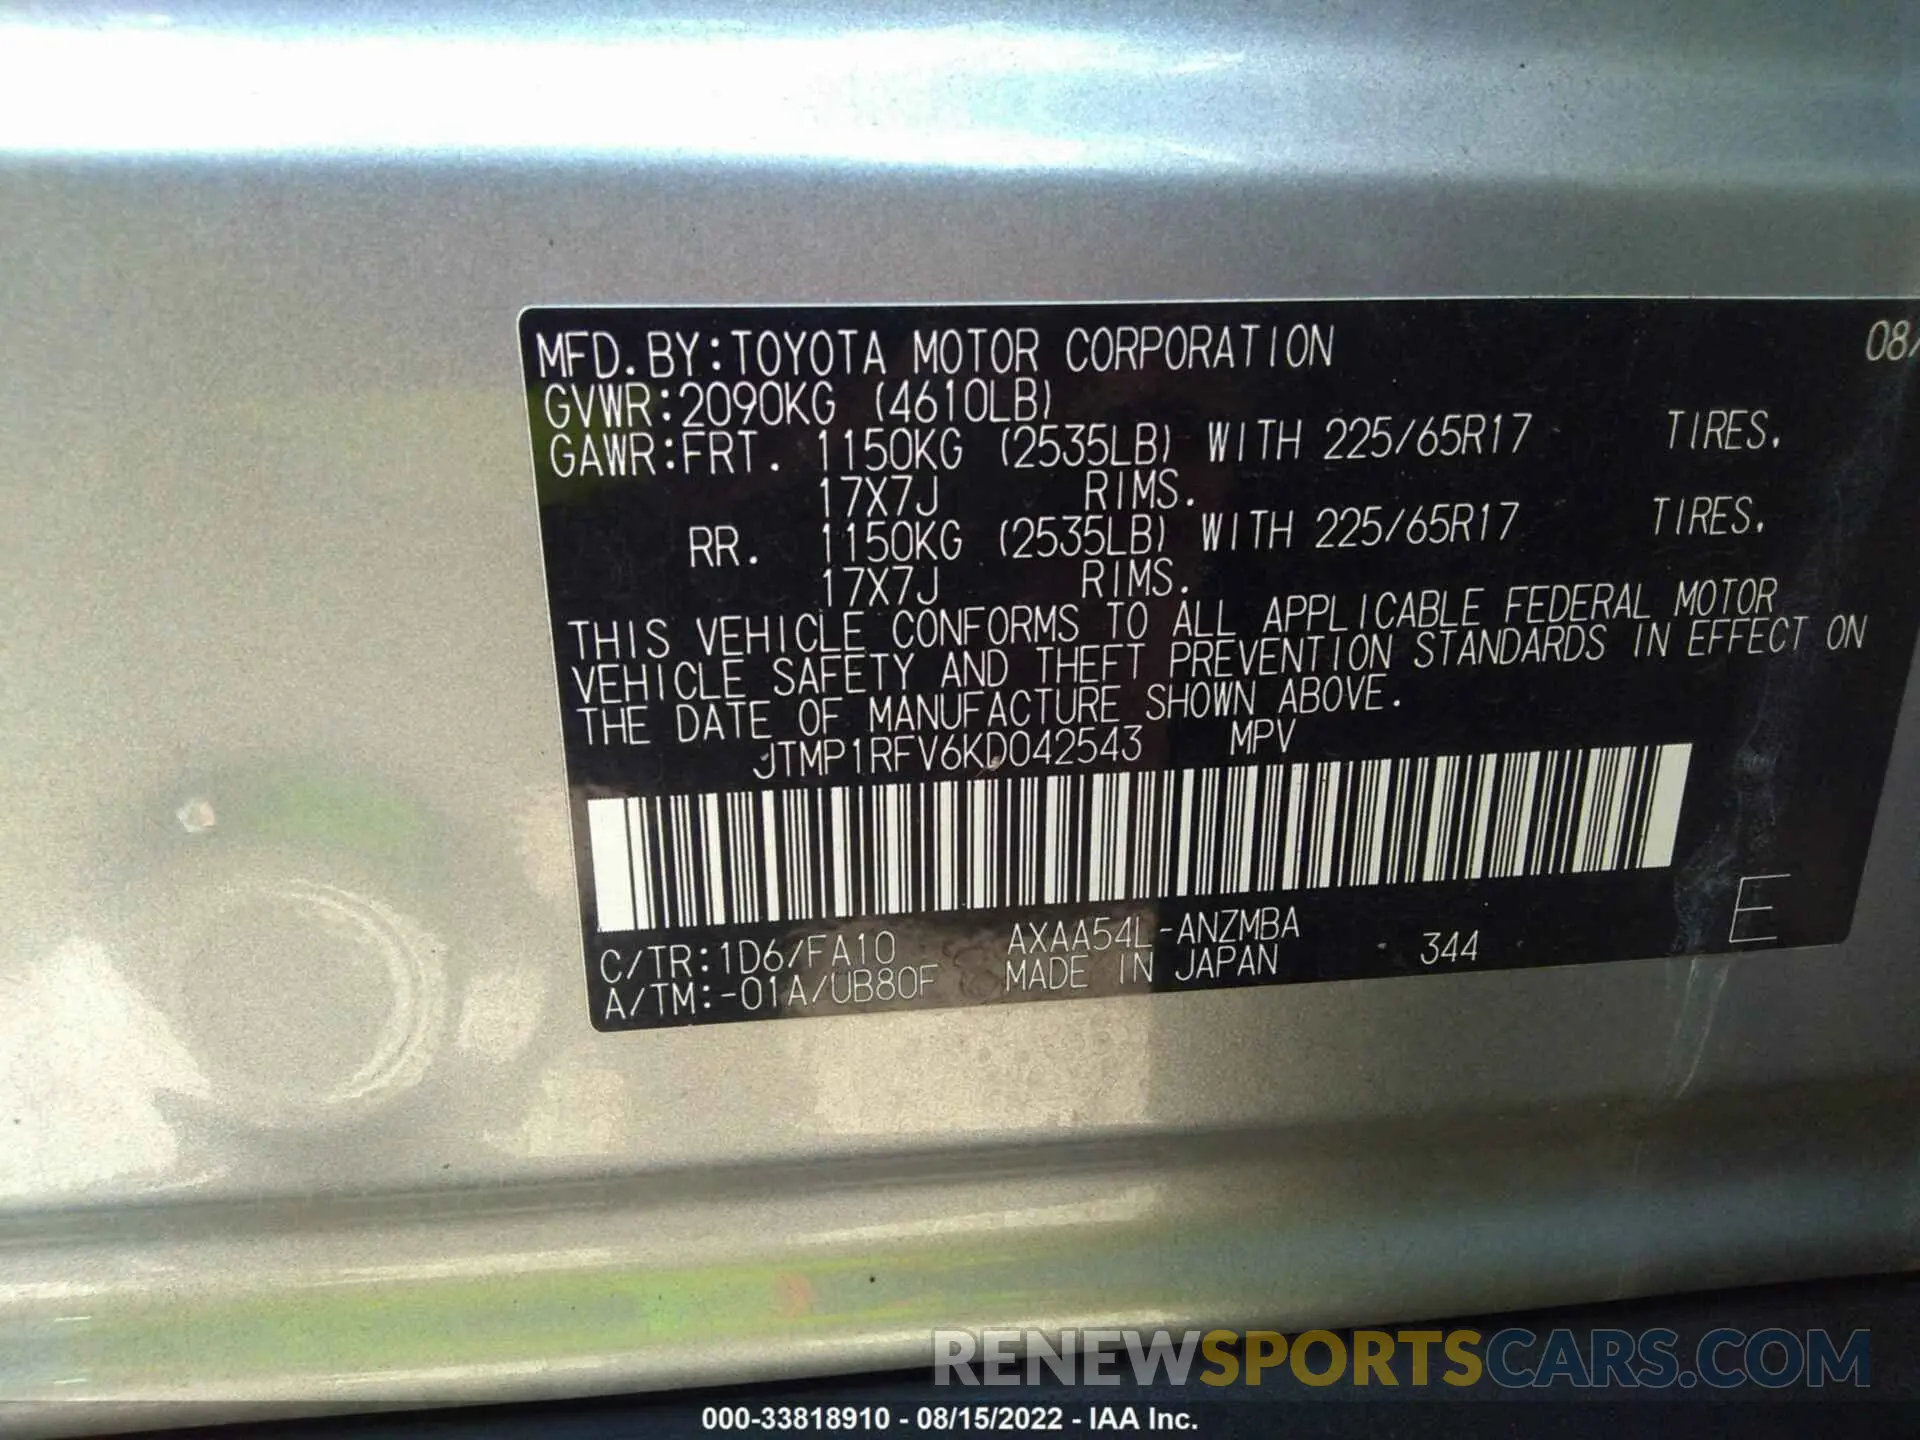 MFD.BY:TOYOTA MOTOR CORPORATION 08/
GVWR:2090KG (4610LB)
GAWR:FRT. 1150KG (2535LB) WITH 225/65R17 TIRES.
17X7J RIMS.
RR. 1150KG (2535LB) WITH 225/65R17 TIRES.
17X7J RIMS.
THIS VEHICLE CONFORMS TO ALL APPLICABLE FEDERAL MOTOR
VEHICLE SAFETY AND THEFT PREVENTION STANDARDS IN EFFECT ON
THE DATE OF MANUFACTURE SHOWN ABOVE.
JTMP1RFV6KD042543 MPV
C/TR:1D6/FA10 AXAA54L-ANZMBA
A/TM:-01A/UB80F MADE IN JAPAN 344 E
RENEWSPORTSCARS.COM
000-33818910 - 08/15/2022 - IAA Inc.